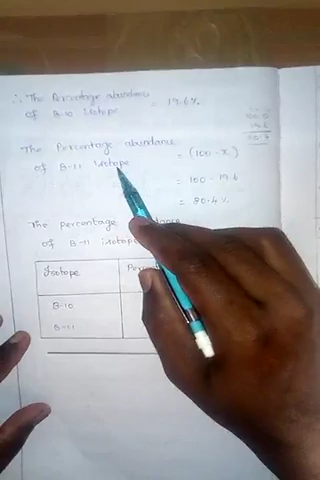 ∴ The Percentage abundance
of B-10 isotope = 19.6%
100.0
19.6
80.4
The Percentage abundance
of B-11 isotope = (100 - x)
= 100 - 19.6
= 80.4%
The percentage abundance
of B-11 isotope
Isotope
B-10
B-11